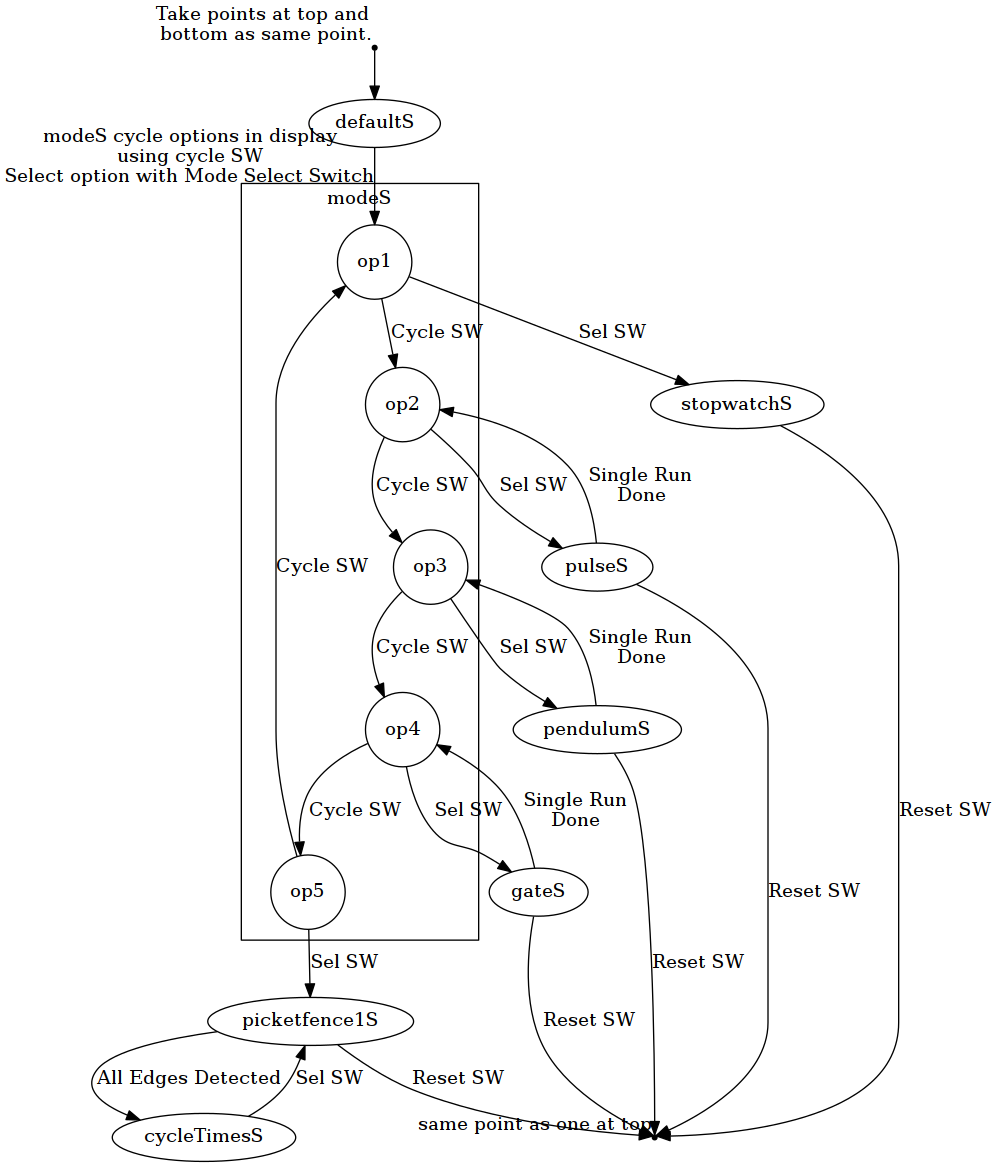 Take points at top and
bottom as same point.
defaultS
modeS cycle options in display
using cycle SW
Select option with Mode Select Switch
modeS
op1
Cycle SW
Sel SW
op2
stopwatchS
Cycle SW
Sel SW
Single Run
Done
Cycle SW
op3
pulseS
Cycle SW
Sel SW
Single Run
Done
op4
pendulumS
Cycle SW
Sel SW
Single Run
Done
Reset SW
op5
gateS
Reset SW
Sel SW
Reset SW
picketfence1S
Reset SW
All Edges Detected
Sel SW
Reset SW
same point as one at top
cycleTimesS